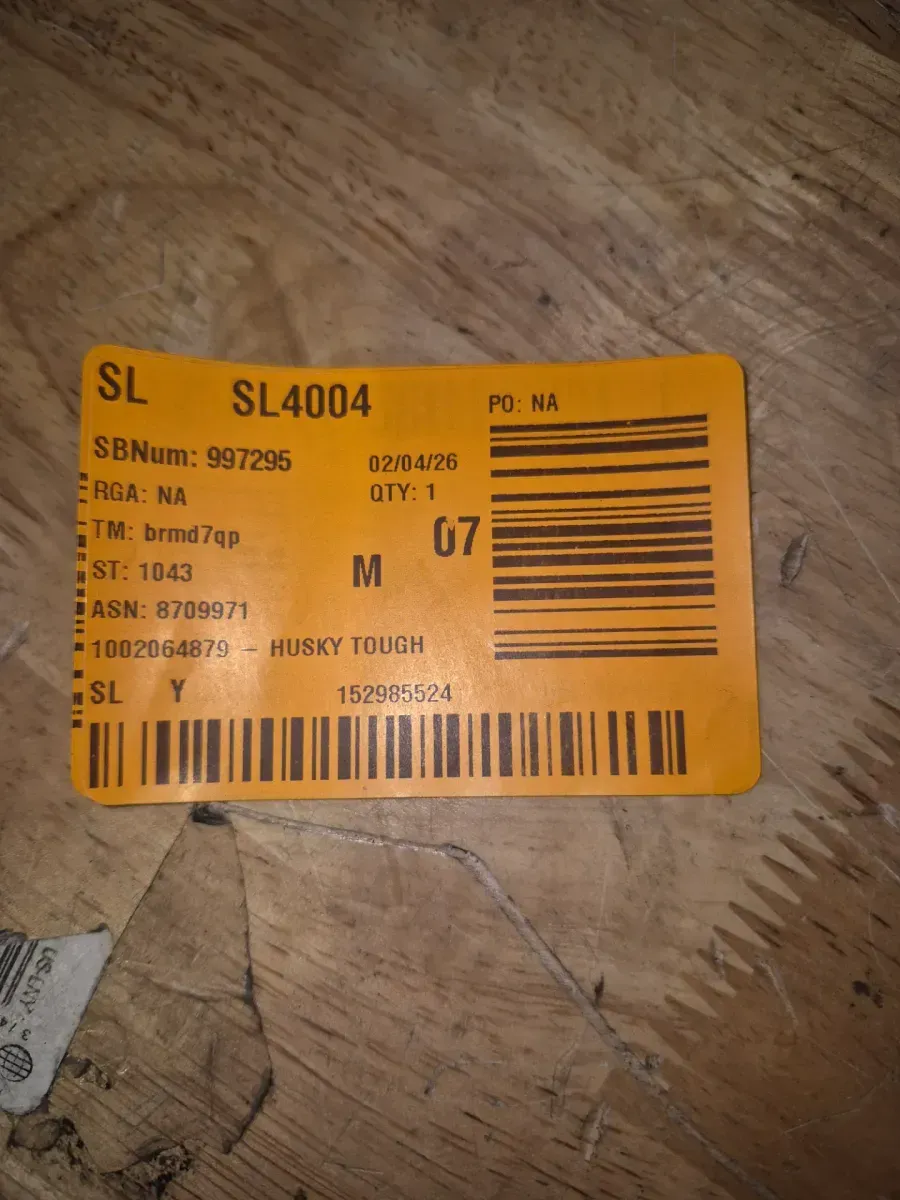 SL SL4004 PO: NA
SBNum: 997295 02/04/26
RGA: NA QTY: 1
TM: brmd7qp 07
ST: 1043 M
ASN: 8709971
1002064879 – HUSKY TOUGH
SL Y 152985524